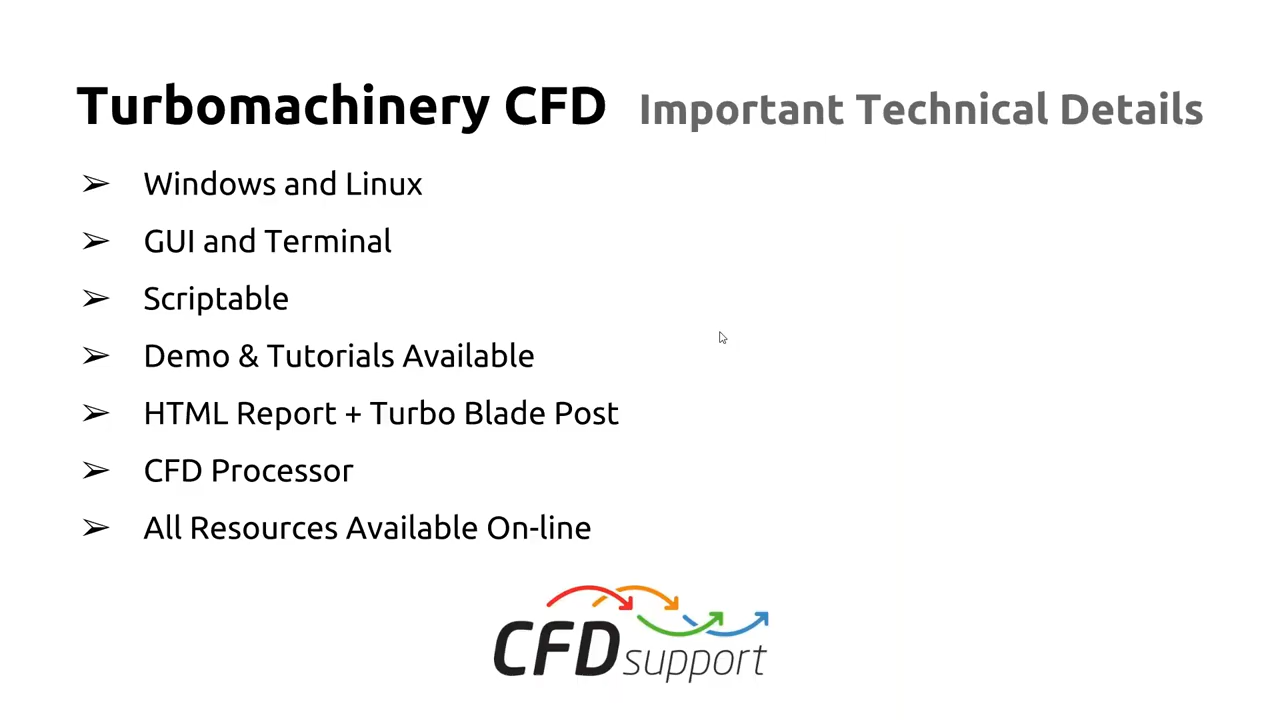 Turbomachinery CFD Important Technical Details
➢ Windows and Linux
➢ GUI and Terminal
➢ Scriptable
➢ Demo & Tutorials Available
➢ HTML Report + Turbo Blade Post
➢ CFD Processor
➢ All Resources Available On-line
CFD support